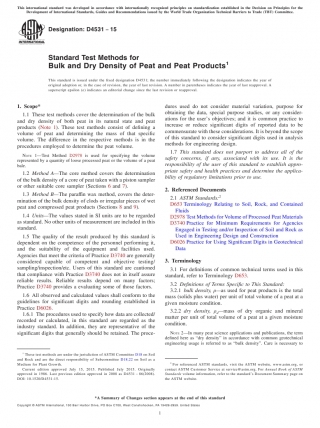 This international standard was developed in accordance with internationally recognized principles on standardization established in the Decision on Principles for the
Development of International Standards, Guides and Recommendations issued by the World Trade Organization Technical Barriers to Trade (TBT) Committee.
Designation: D4531 − 15
INTERNATIONAL
Standard Test Methods for
Bulk and Dry Density of Peat and Peat Products1
This standard is issued under the fixed designation D4531; the number immediately following the designation indicates the year of
original adoption or, in the case of revision, the year of last revision. A number in parentheses indicates the year of last reapproval. A
superscript epsilon (ε) indicates an editorial change since the last revision or reapproval.
1. Scope*
1.1 These test methods cover the determination of the bulk
and dry density of both peat in its natural state and peat
products (Note 1). These test methods consist of defining a
volume of peat and determining the mass of that specific
volume. The difference in the respective methods is in the
procedures employed to determine the peat volume.
NOTE 1—Test Method D2978 is used for specifying the volume
represented by a quantity of loose processed peat or the volume of a peat
bale.
1.2 Method A—The core method covers the determination
of the bulk density of a core of peat taken with a piston sampler
or other suitable core sampler (Sections 6 and 7).
1.3 Method B—The paraffin wax method, covers the deter-
mination of the bulk density of clods or irregular pieces of wet
peat and compressed peat products (Sections 8 and 9).
1.4 Units—The values stated in SI units are to be regarded
as standard. No other units of measurement are included in this
standard.
1.5 The quality of the result produced by this standard is
dependent on the competence of the personnel performing it,
and the suitability of the equipment and facilities used.
Agencies that meet the criteria of Practice D3740 are generally
considered capable of competent and objective testing/
sampling/inspection/etc. Users of this standard are cautioned
that compliance with Practice D3740 does not in itself assure
reliable results. Reliable results depend on many factors;
Practice D3740 provides a evaluating some of those factors.
1.6 All observed and calculated values shall conform to the
guidelines for significant digits and rounding established in
Practice D6026.
1.6.1 The procedures used to specify how data are collected/
recorded or calculated, in this standard are regarded as the
industry standard. In addition, they are representative of the
significant digits that generally should be retained. The proce-
dures used do not consider material variation, purpose for
obtaining the data, special purpose studies, or any consider-
ations for the user's objectives; and it is common practice to
increase or reduce significant digits of reported data to be
commensurate with these considerations. It is beyond the scope
of this standard to consider significant digits used in analysis
methods for engineering design.
1.7 This standard does not purport to address all of the
safety concerns, if any, associated with its use. It is the
responsibility of the user of this standard to establish appro-
priate safety and health practices and determine the applica-
bility of regulatory limitations prior to use.
2. Referenced Documents
2.1 ASTM Standards:2
D653 Terminology Relating to Soil, Rock, and Contained
Fluids
D2978 Test Methods for Volume of Processed Peat Materials
D3740 Practice for Minimum Requirements for Agencies
Engaged in Testing and/or Inspection of Soil and Rock as
Used in Engineering Design and Construction
D6026 Practice for Using Significant Digits in Geotechnical
Data
3. Terminology
3.1 For definitions of common technical terms used in this
standard, refer to Terminology D653.
3.2 Definitions of Terms Specific to This Standard:
3.2.1 bulk density, ρ—as used for peat products is the total
mass (solids plus water) per unit of total volume of a peat at a
given moisture condition.
3.2.2 dry density, ρd—mass of dry organic and mineral
matter per unit of total volume of a peat at a given moisture
condition.
NOTE 2—In many peat science applications and publications, the term
defined here as "dry density" in accordance with common geotechnical
engineering usage is referred to as "bulk density". Care is necessary to
1 These test methods are under the jurisdiction of ASTM Committee D18 on Soil
and Rock and are the direct responsibility of Subcommittee D18.22 on Soil as a
Medium for Plant Growth.
Current edition approved July 15, 2015. Published July 2015. Originally
2 For referenced ASTM standards, visit the ASTM website, www.astm.org, or
contact ASTM Customer Service at service@astm.org. For Annual Book of ASTM
Standards volume information, refer to the standard's Document Summary page on
the ASTM website.
*A Summary of Changes section appears at the end of this standard
Copyright © ASTM International, 100 Barr Harbor Drive, PO Box C700, West Conshohocken, PA 19428-2959. United States
1